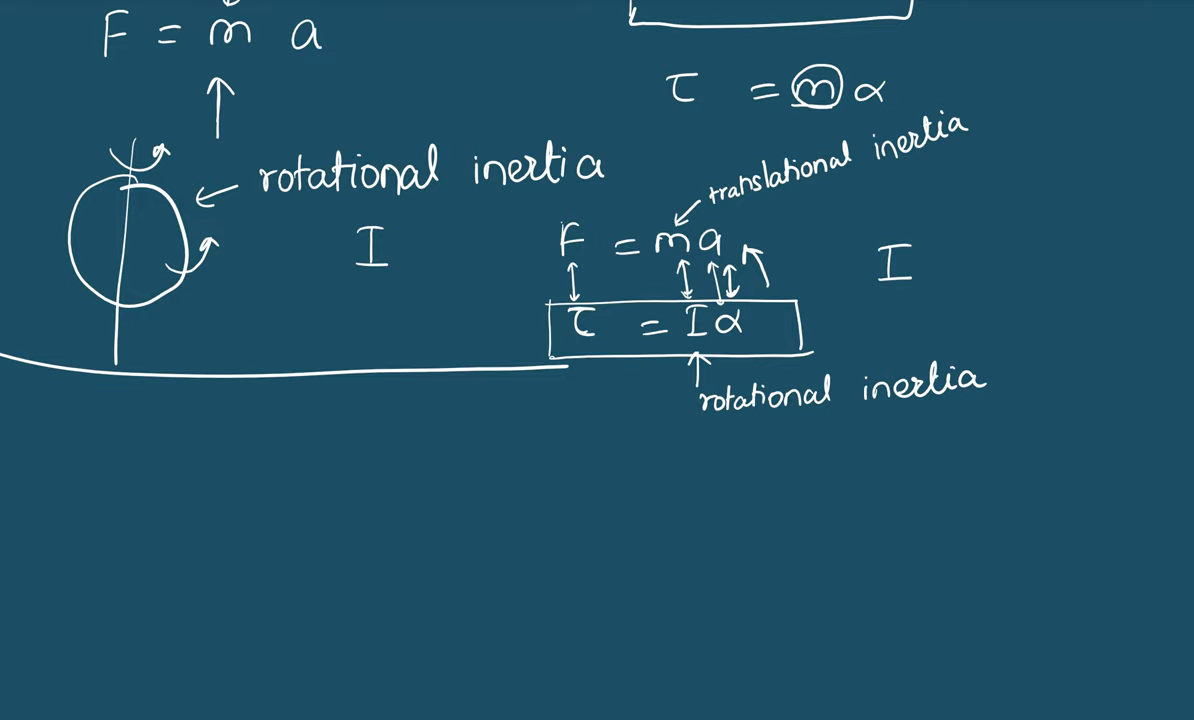 F = m a
τ = m α
rotational inertia
translational inertia
I
F = m a
I
τ = I α
rotational inertia